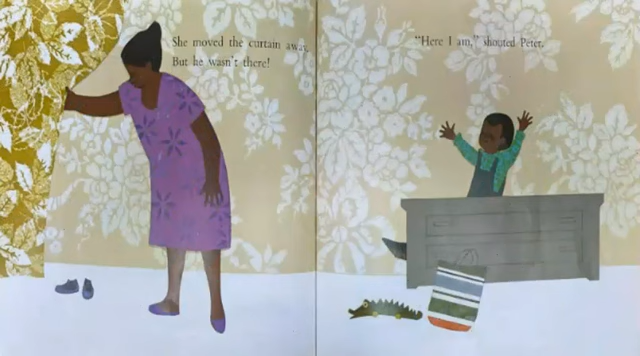 She moved the curtain away.
But he wasn't there!
"Here I am," shouted Peter.